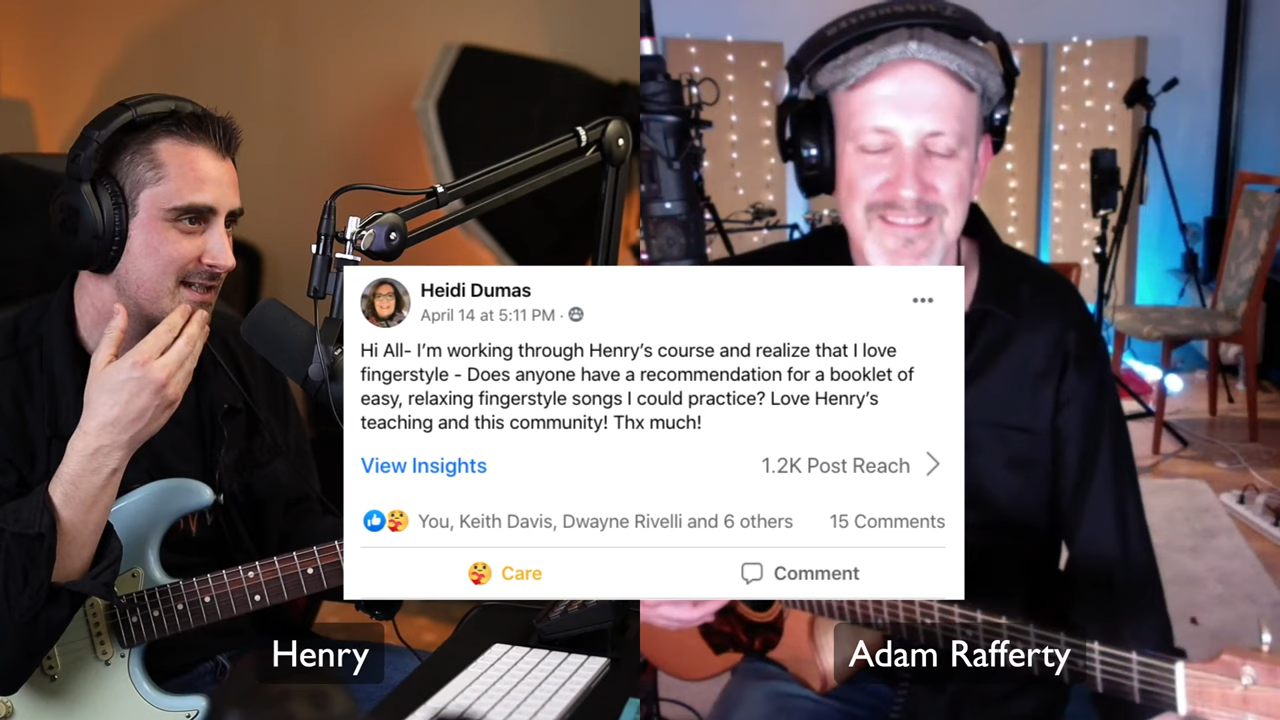 Heidi Dumas
April 14 at 5:11 PM ·
Hi All- I'm working through Henry's course and realize that I love
fingerstyle - Does anyone have a recommendation for a booklet of
easy, relaxing fingerstyle songs I could practice? Love Henry's
teaching and this community! Thx much!
View Insights
1.2K Post Reach
You, Keith Davis, Dwayne Rivelli and 6 others
15 Comments
Care
Comment
Henry
Adam Rafferty